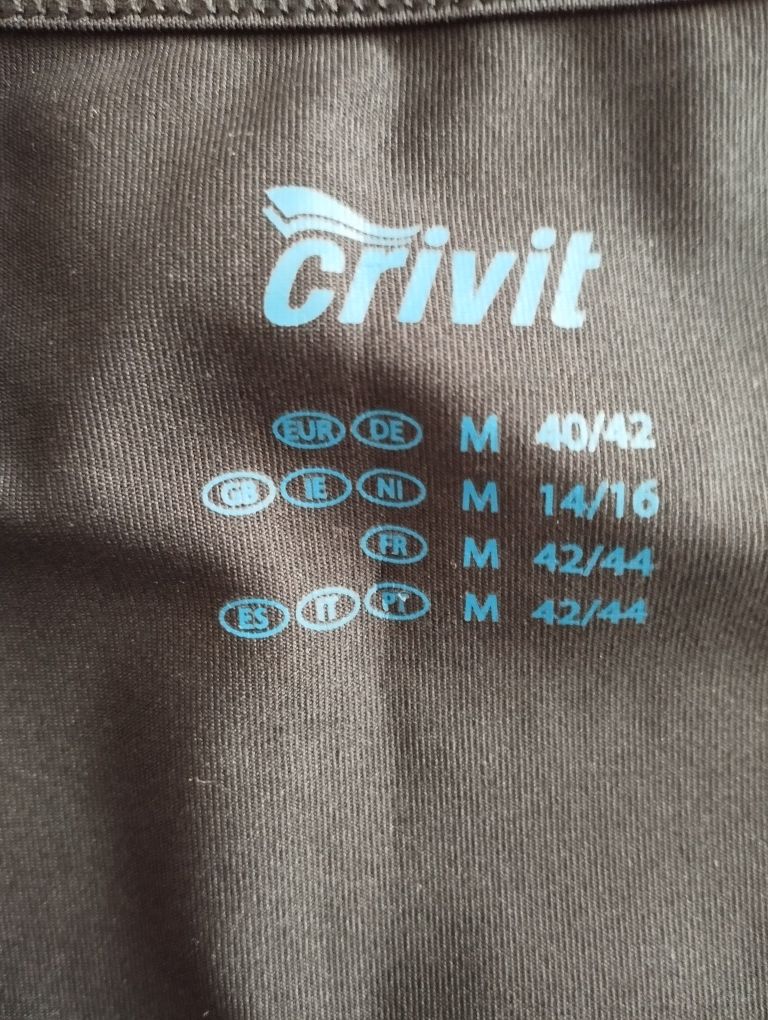 crivit
EUR DE M 40/42
GB IE NI M 14/16
FR M 42/44
ES IT PT M 42/44